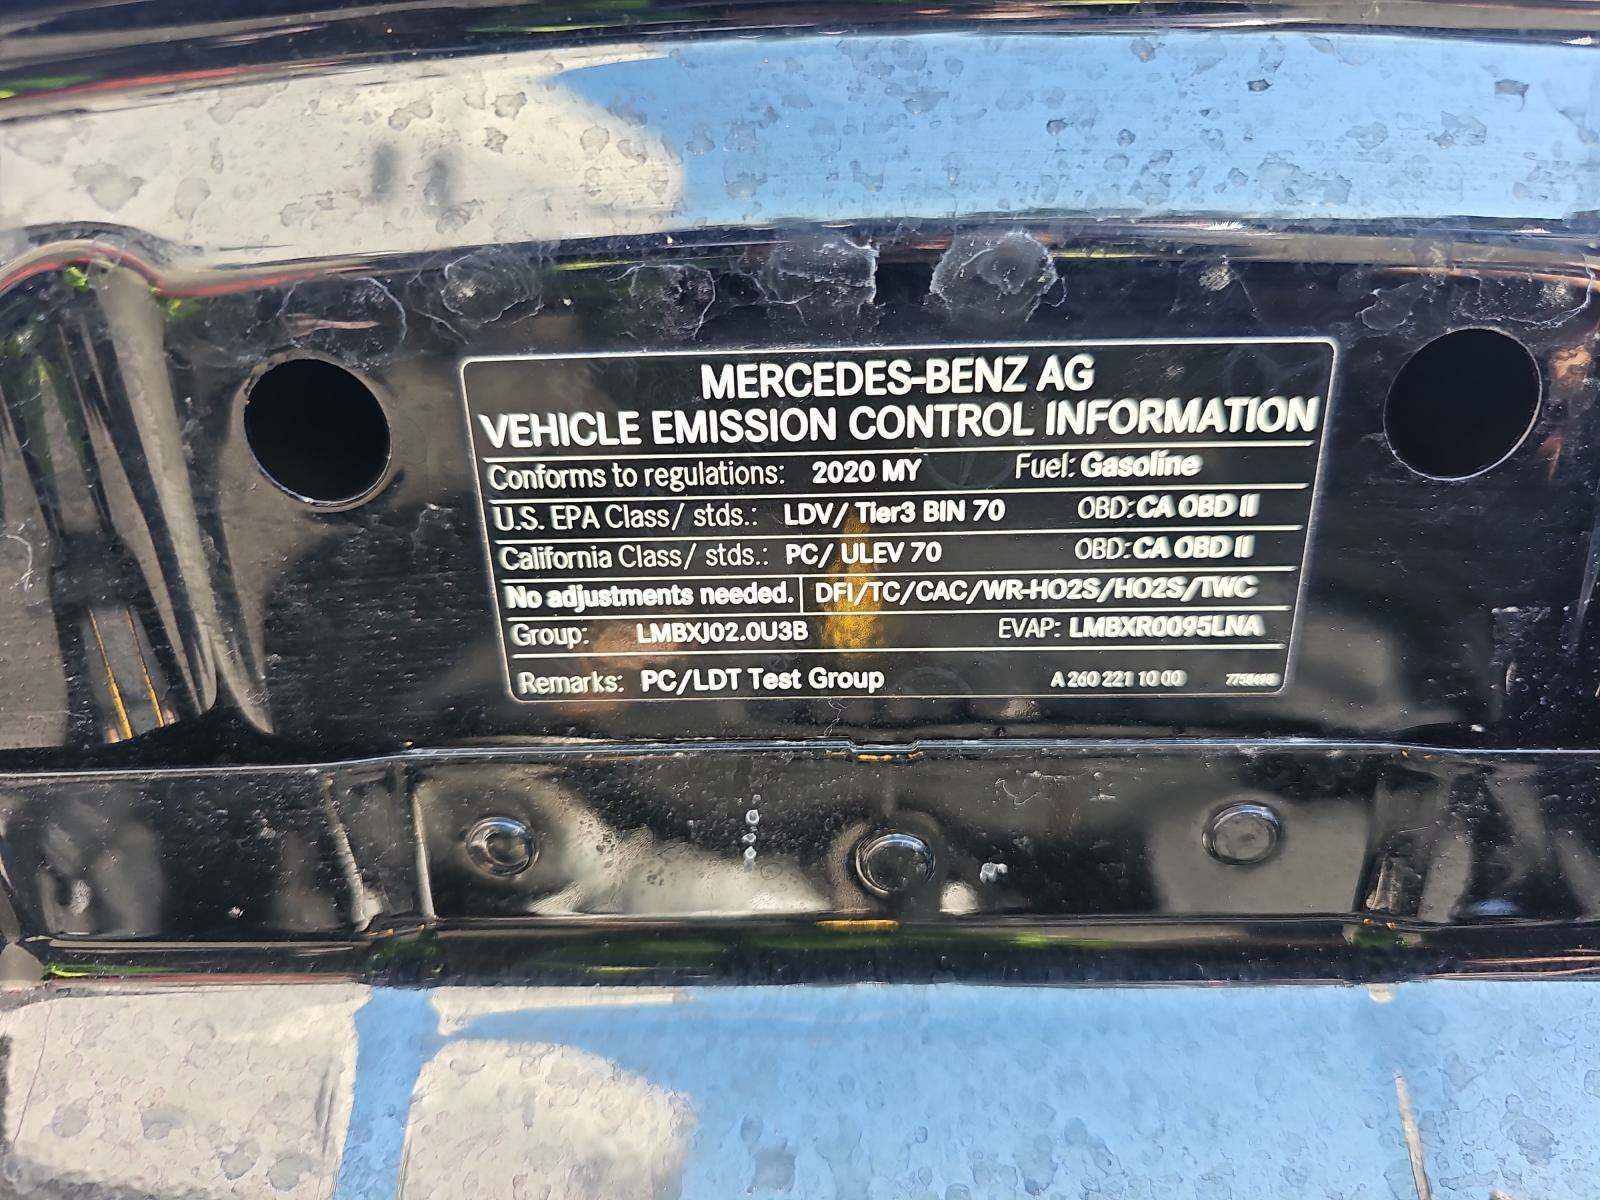 MERCEDES-BENZ AG
VEHICLE EMISSION CONTROL INFORMATION
Conforms to regulations: 2020 MY Fuel: Gasoline
U.S. EPA Class/ stds.: LDV/ Tier3 BIN 70 OBD: CA OBD II
California Class/ stds.: PC/ ULEV 70 OBD: CA OBD II
No adjustments needed. DFI/TC/CAC/WR-HO2S/HO2S/TWC
Group: LMBXJ02.0U3B EVAP: LMBXR0095LNA
Remarks: PC/LDT Test Group A 260 221 10 00